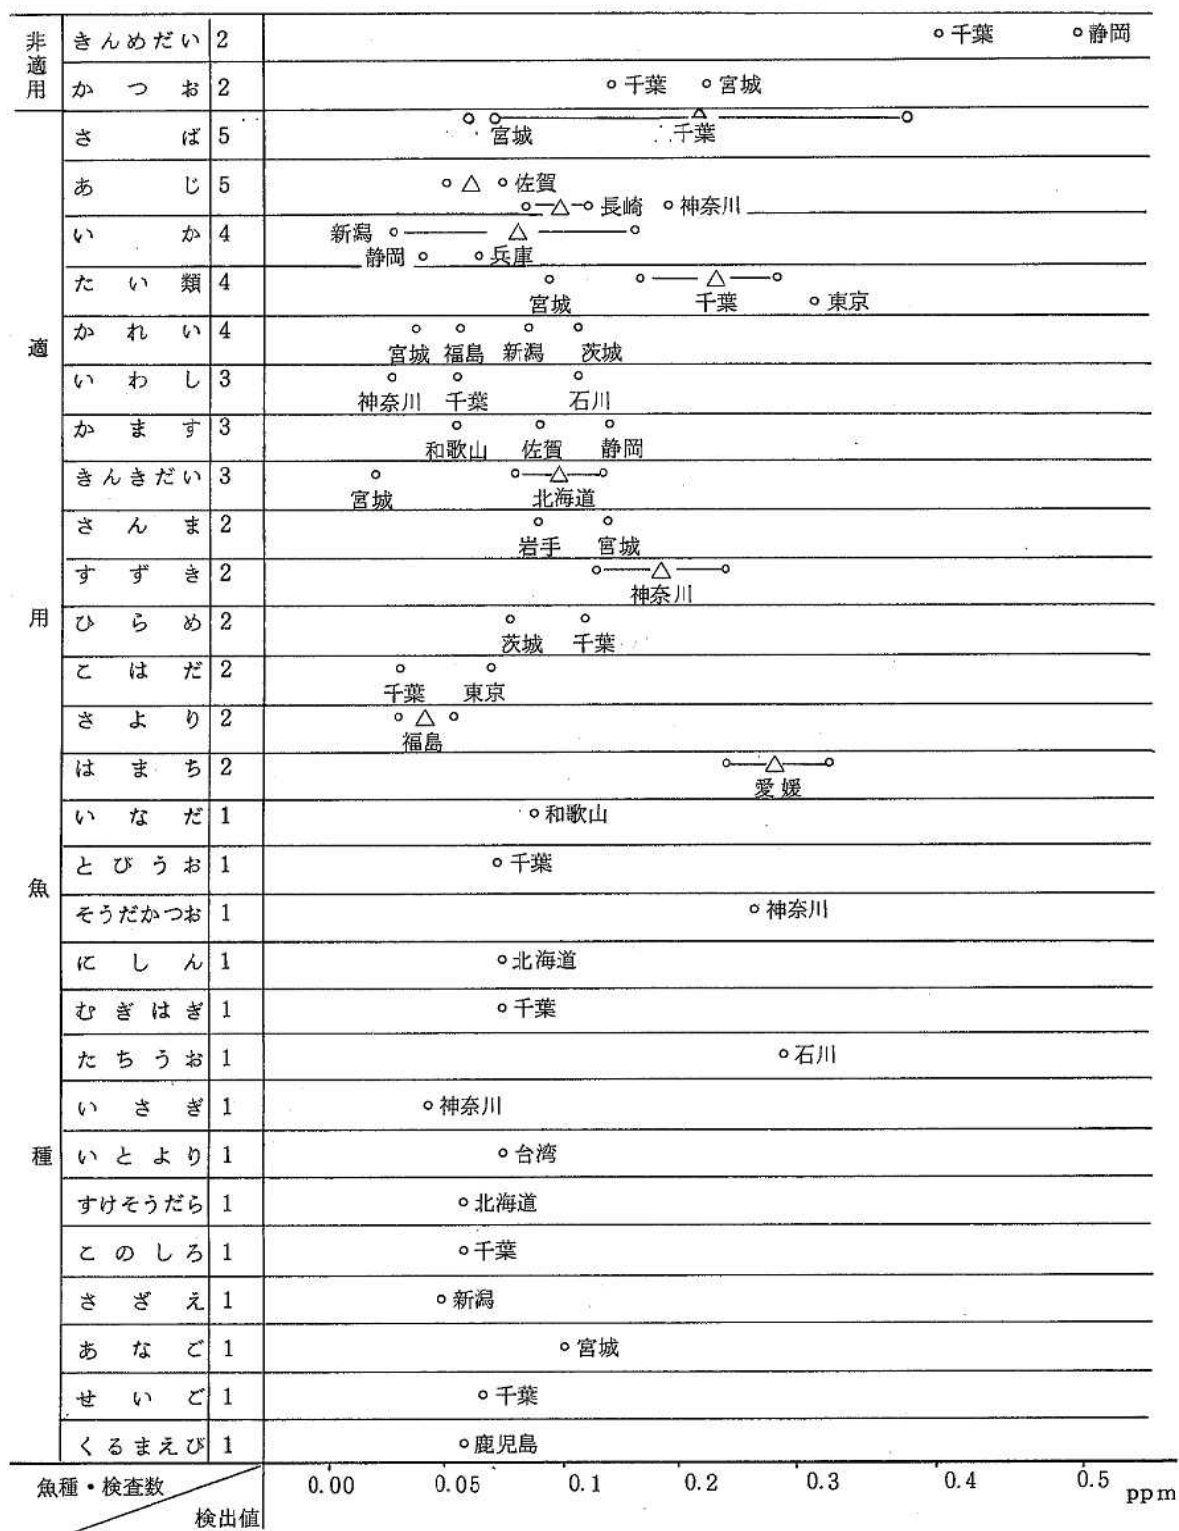 非適用
きんめだい 2 千葉 静岡
かつお 2 千葉 宮城
適用魚種
さば 5 宮城 千葉
あじ 5 佐賀
長崎 神奈川
いか 4 新潟
静岡 兵庫
たい類 4
宮城 千葉 東京
かれい 4
宮城 福島 新潟 茨城
いわし 3
神奈川 千葉 石川
かます 3
和歌山 佐賀 静岡
きんきだい 3
宮城 北海道
さんま 2
岩手 宮城
すずき 2
神奈川
ひらめ 2
茨城 千葉
こはだ 2
千葉 東京
さより 2
福島
はまち 2
愛媛
いなだ 1 和歌山
とびうお 1 千葉
そうだかつお 1 神奈川
にしん 1 北海道
むぎはぎ 1 千葉
たちうお 1 石川
いさぎ 1 神奈川
いとより 1 台湾
すけそうだら 1 北海道
このしろ 1 千葉
さざえ 1 新潟
あなご 1 宮城
せいご 1 千葉
くるまえび 1 鹿児島
魚種・検査数 0.00 0.05 0.1 0.2 0.3 0.4 0.5 ppm
検出値